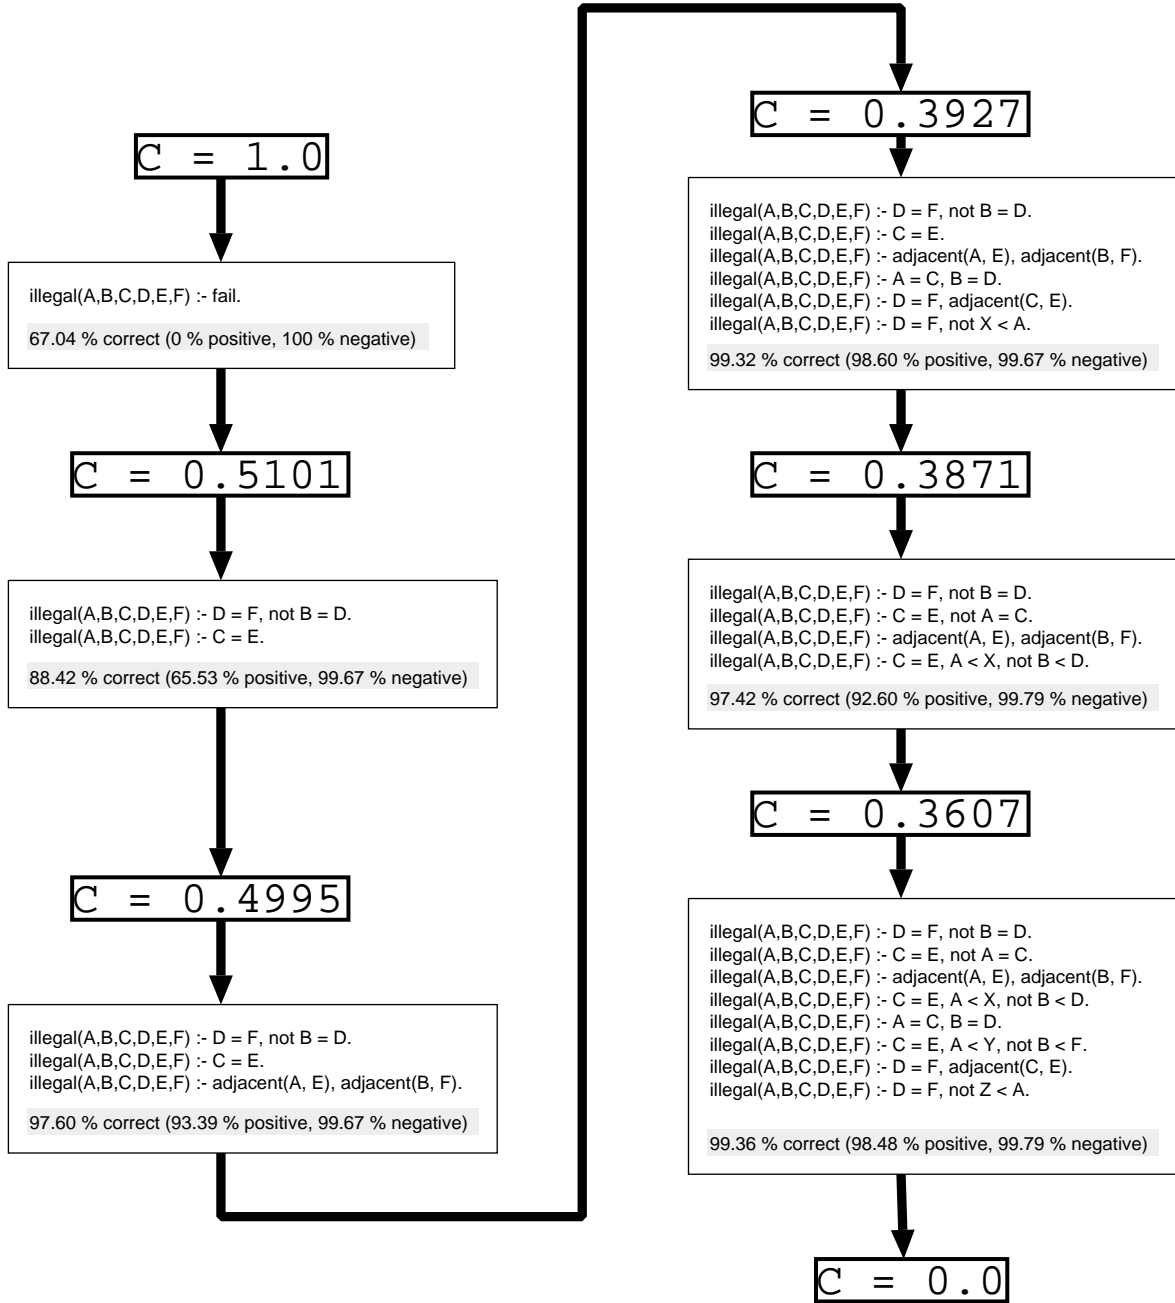 C = 1.0
illegal(A,B,C,D,E,F) :- fail.
67.04 % correct (0 % positive, 100 % negative)
C = 0.5101
illegal(A,B,C,D,E,F) :- D = F, not B = D.
illegal(A,B,C,D,E,F) :- C = E.
88.42 % correct (65.53 % positive, 99.67 % negative)
C = 0.4995
illegal(A,B,C,D,E,F) :- D = F, not B = D.
illegal(A,B,C,D,E,F) :- C = E.
illegal(A,B,C,D,E,F) :- adjacent(A, E), adjacent(B, F).
97.60 % correct (93.39 % positive, 99.67 % negative)
C = 0.3927
illegal(A,B,C,D,E,F) :- D = F, not B = D.
illegal(A,B,C,D,E,F) :- C = E.
illegal(A,B,C,D,E,F) :- adjacent(A, E), adjacent(B, F).
illegal(A,B,C,D,E,F) :- A = C, B = D.
illegal(A,B,C,D,E,F) :- D = F, adjacent(C, E).
illegal(A,B,C,D,E,F) :- D = F, not X < A.
99.32 % correct (98.60 % positive, 99.67 % negative)
C = 0.3871
illegal(A,B,C,D,E,F) :- D = F, not B = D.
illegal(A,B,C,D,E,F) :- C = E, not A = C.
illegal(A,B,C,D,E,F) :- adjacent(A, E), adjacent(B, F).
illegal(A,B,C,D,E,F) :- C = E, A < X, not B < D.
97.42 % correct (92.60 % positive, 99.79 % negative)
C = 0.3607
illegal(A,B,C,D,E,F) :- D = F, not B = D.
illegal(A,B,C,D,E,F) :- C = E, not A = C.
illegal(A,B,C,D,E,F) :- adjacent(A, E), adjacent(B, F).
illegal(A,B,C,D,E,F) :- C = E, A < X, not B < D.
illegal(A,B,C,D,E,F) :- A = C, B = D.
illegal(A,B,C,D,E,F) :- C = E, A < Y, not B < F.
illegal(A,B,C,D,E,F) :- D = F, adjacent(C, E).
illegal(A,B,C,D,E,F) :- D = F, not Z < A.
99.36 % correct (98.48 % positive, 99.79 % negative)
C = 0.0